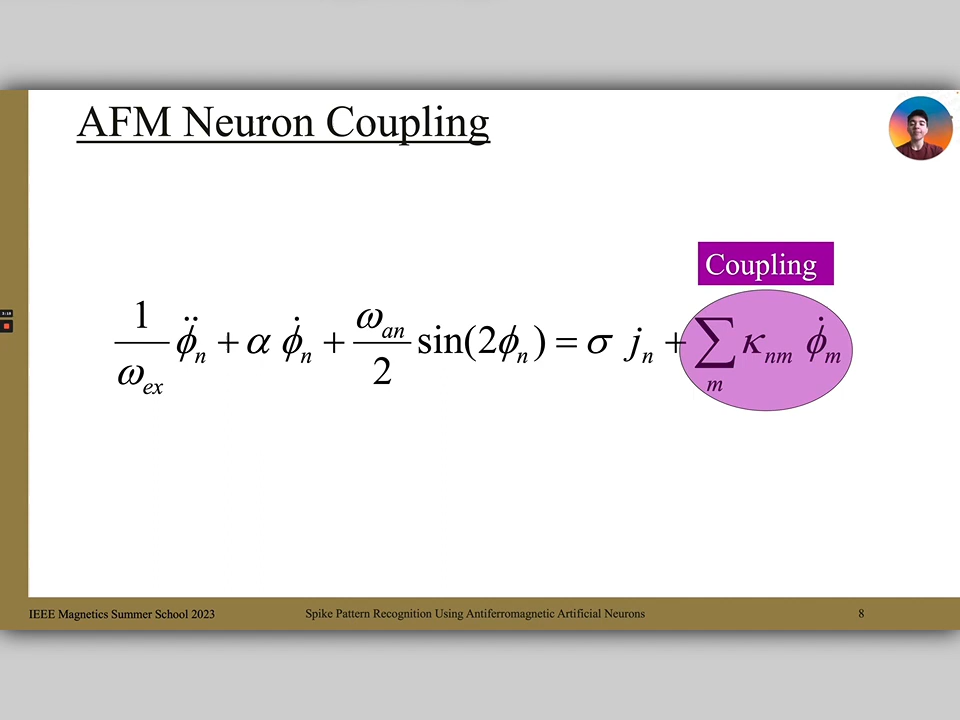 AFM Neuron Coupling
Coupling
1/ω_ex φ̈_n + α φ̇_n + ω_an/2 sin(2φ_n) = σ j_n + ∑_m κ_nm φ̇_m
IEEE Magnetics Summer School 2023
Spike Pattern Recognition Using Antiferromagnetic Artificial Neurons
8